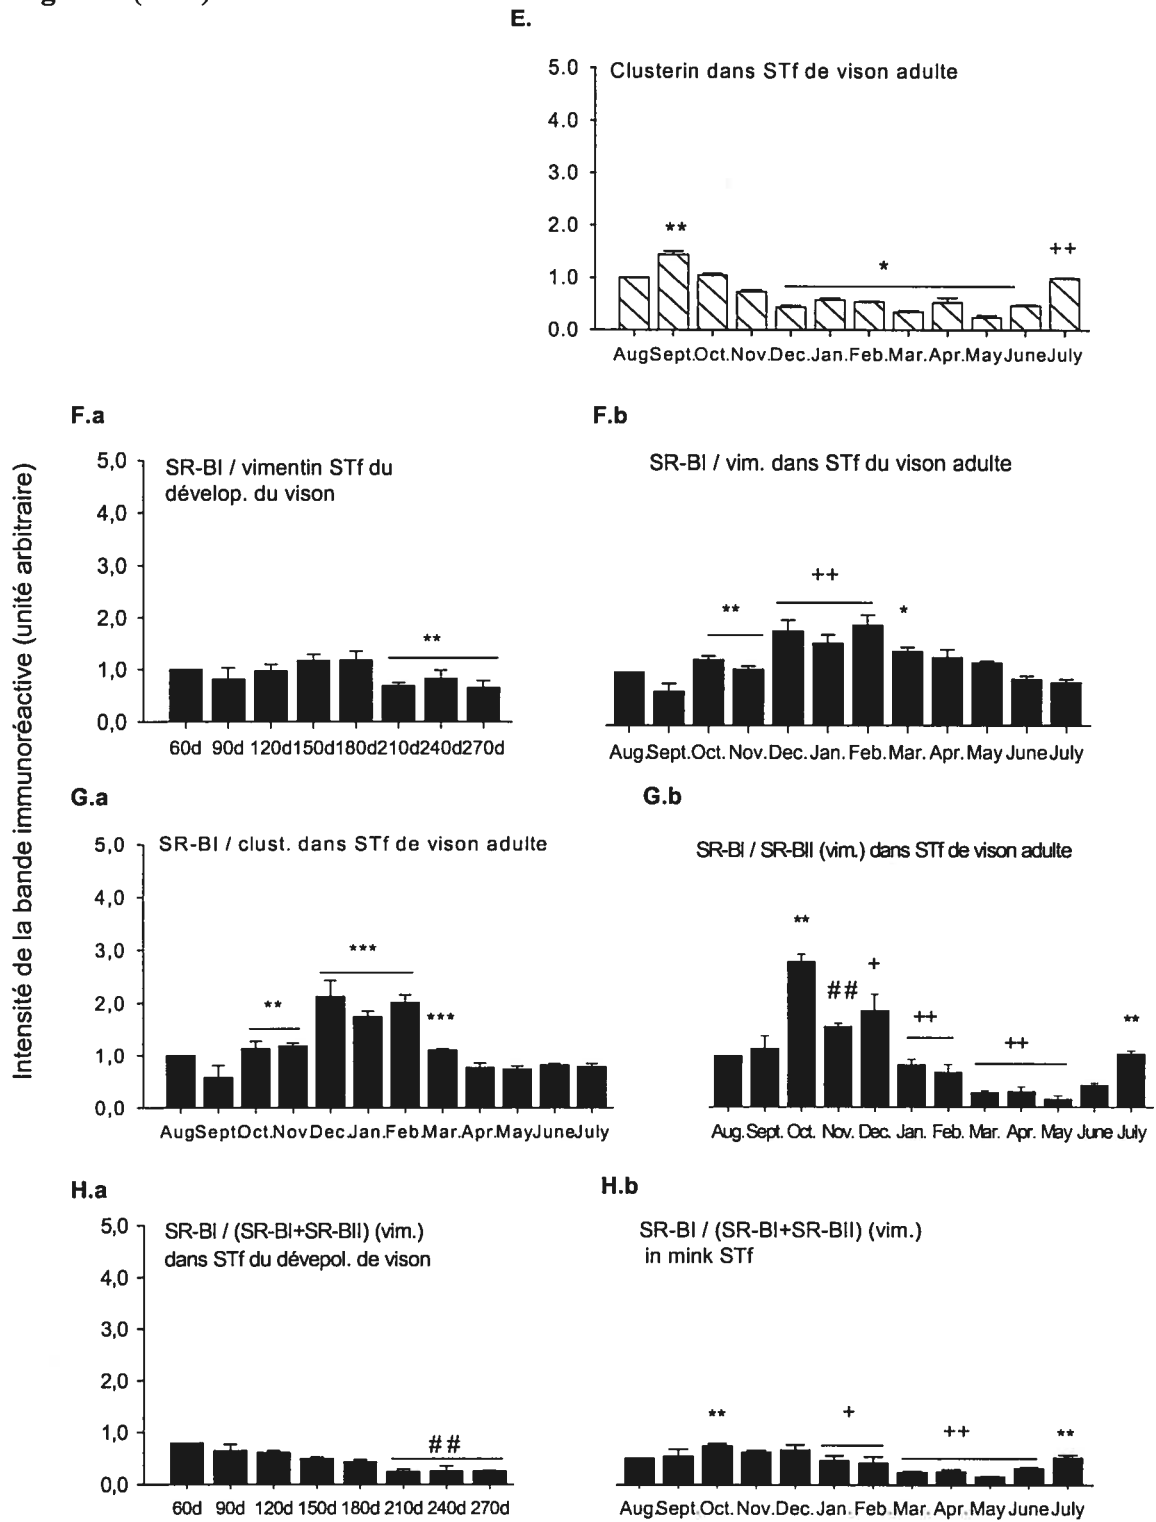 E.
Clusterin dans STf de vison adulte
5.0
4.0
3.0
2.0
1.0
0.0
**
*
++
Aug Sept. Oct. Nov. Dec. Jan. Feb. Mar. Apr. May June July
Intensité de la bande immunoréactive (unité arbitraire)
F.a
SR-BI / vimentin STf du
dévelop. du vison
5,0
4,0
3,0
2,0
1,0
0,0
**
60d 90d 120d 150d 180d 210d 240d 270d
F.b
SR-BI / vim. dans STf du vison adulte
**
++
*
Aug. Sept. Oct. Nov. Dec. Jan. Feb. Mar. Apr. May June July
G.a
SR-BI / clust. dans STf de vison adulte
5,0
4,0
3,0
2,0
1,0
0,0
**
***
***
Aug Sept Oct. Nov. Dec. Jan. Feb. Mar. Apr. May June July
G.b
SR-BI / SR-BII (vim.) dans STf de vison adulte
**
##
+
++
++
**
Aug. Sept. Oct. Nov. Dec. Jan. Feb. Mar. Apr. May June July
H.a
SR-BI / (SR-BI+SR-BII) (vim.)
dans STf du dévepol. de vison
5,0
4,0
3,0
2,0
1,0
0,0
##
60d 90d 120d 150d 180d 210d 240d 270d
H.b
SR-BI / (SR-BI+SR-BII) (vim.)
in mink STf
**
+
++
**
Aug. Sept. Oct. Nov. Dec. Jan. Feb. Mar. Apr. May June July